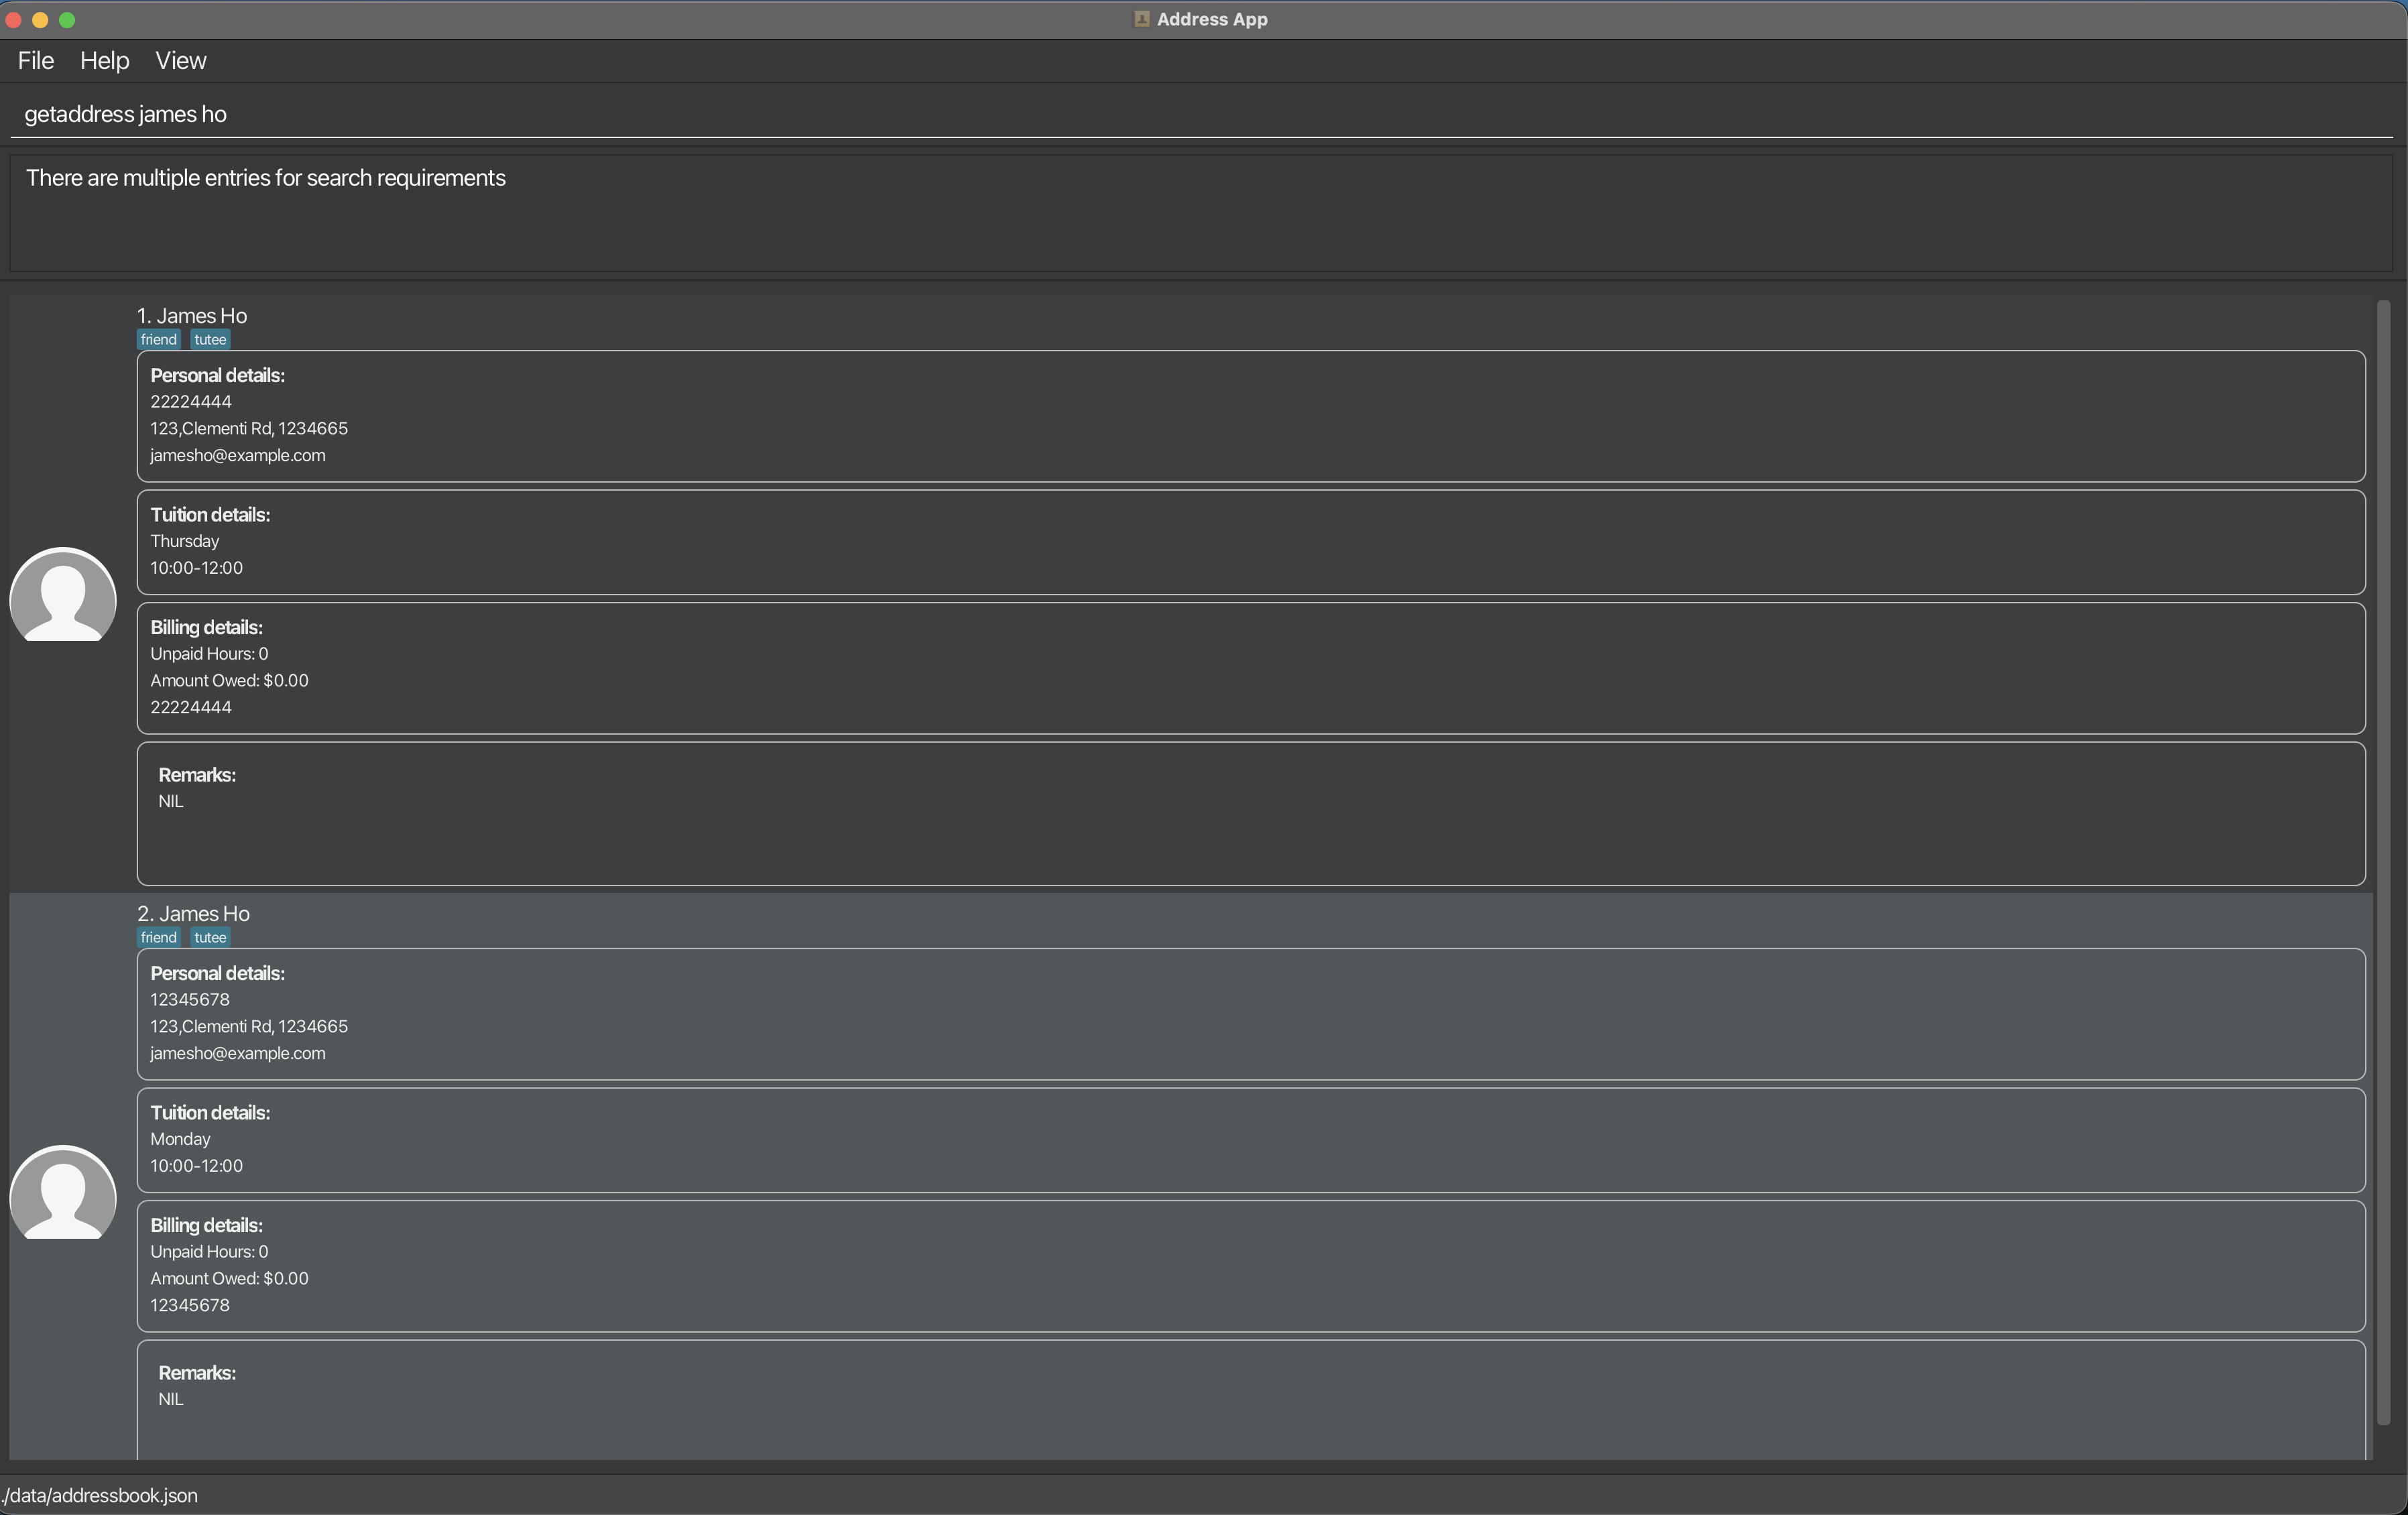 Address App
File Help View
getaddress james ho
There are multiple entries for search requirements
1. James Ho
friend tutee
Personal details:
22224444
123,Clementi Rd, 1234665
jamesho@example.com
Tuition details:
Thursday
10:00-12:00
Billing details:
Unpaid Hours: 0
Amount Owed: $0.00
22224444
Remarks:
NIL
2. James Ho
friend tutee
Personal details:
12345678
123,Clementi Rd, 1234665
jamesho@example.com
Tuition details:
Monday
10:00-12:00
Billing details:
Unpaid Hours: 0
Amount Owed: $0.00
12345678
Remarks:
NIL
./data/addressbook.json